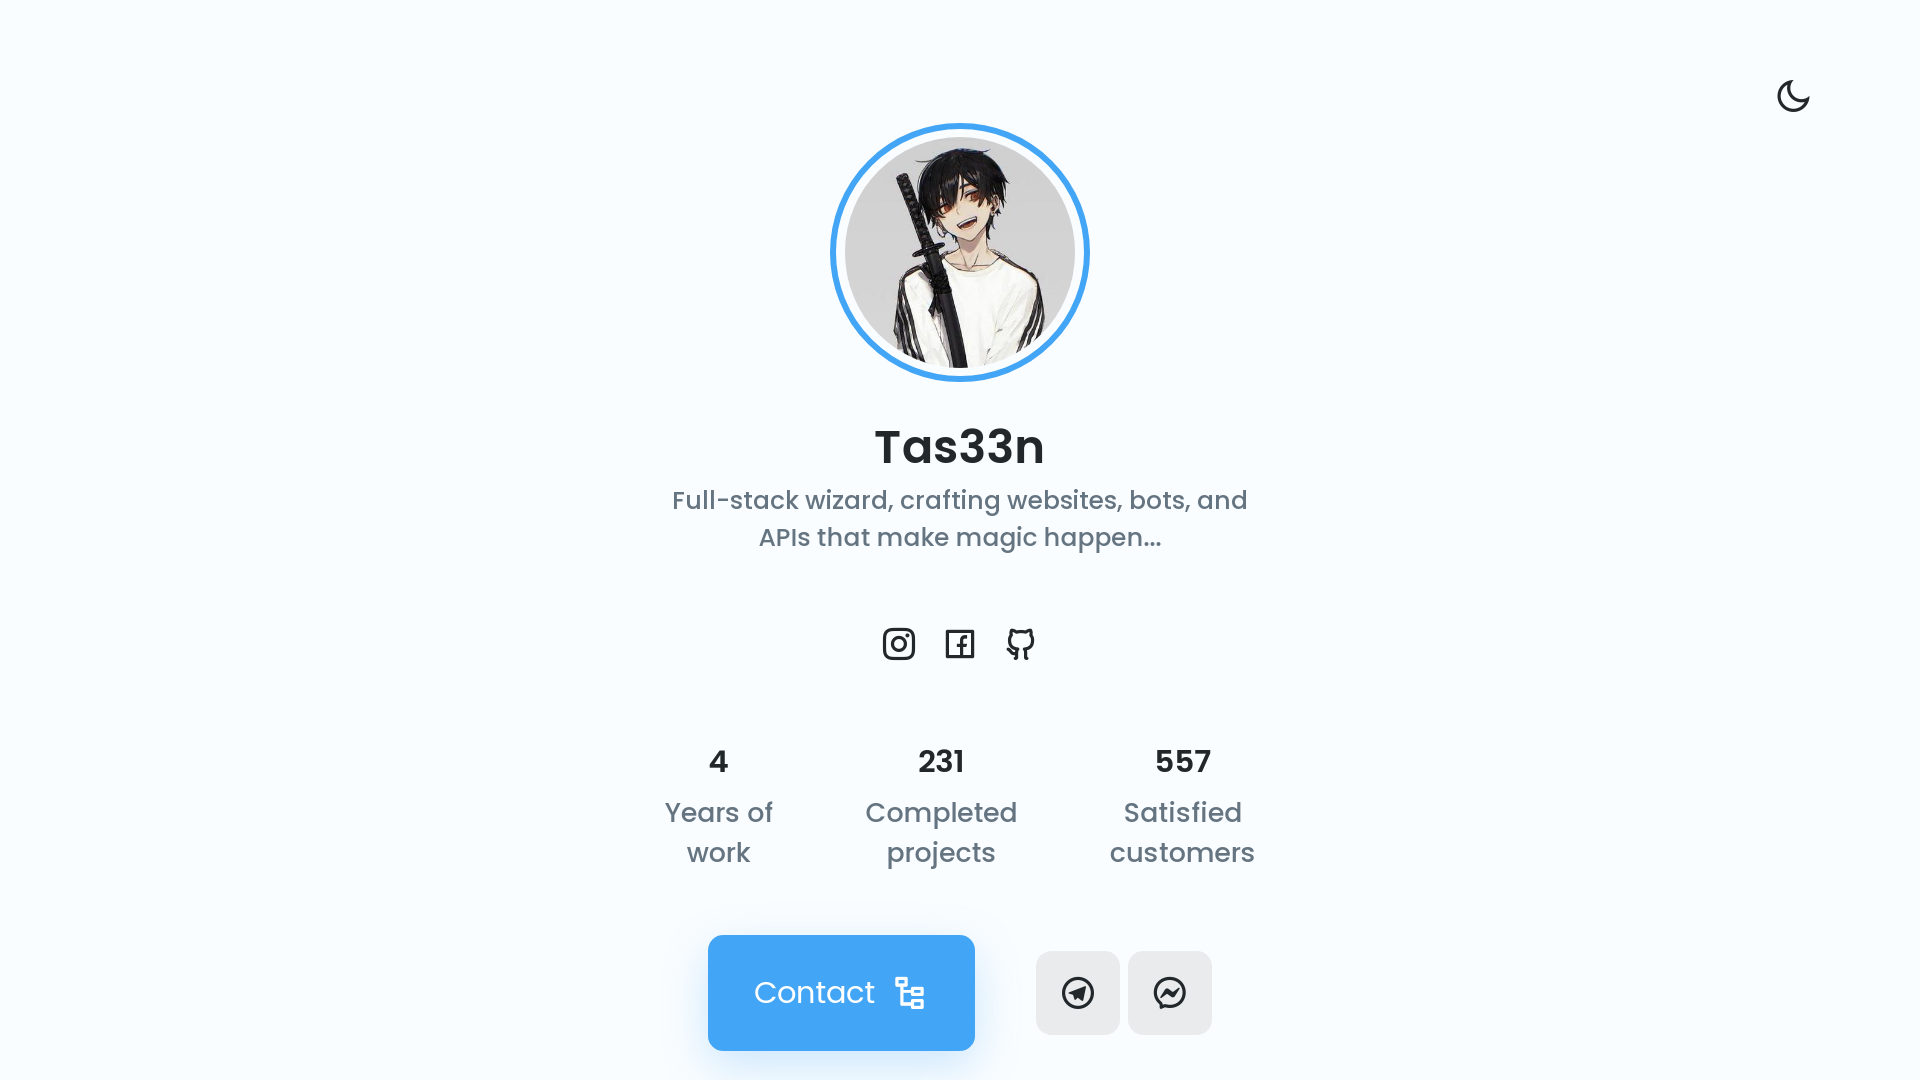 Tas33n
Full-stack wizard, crafting websites, bots, and
APIs that make magic happen...
4
Years of
work
231
Completed
projects
557
Satisfied
customers
Contact